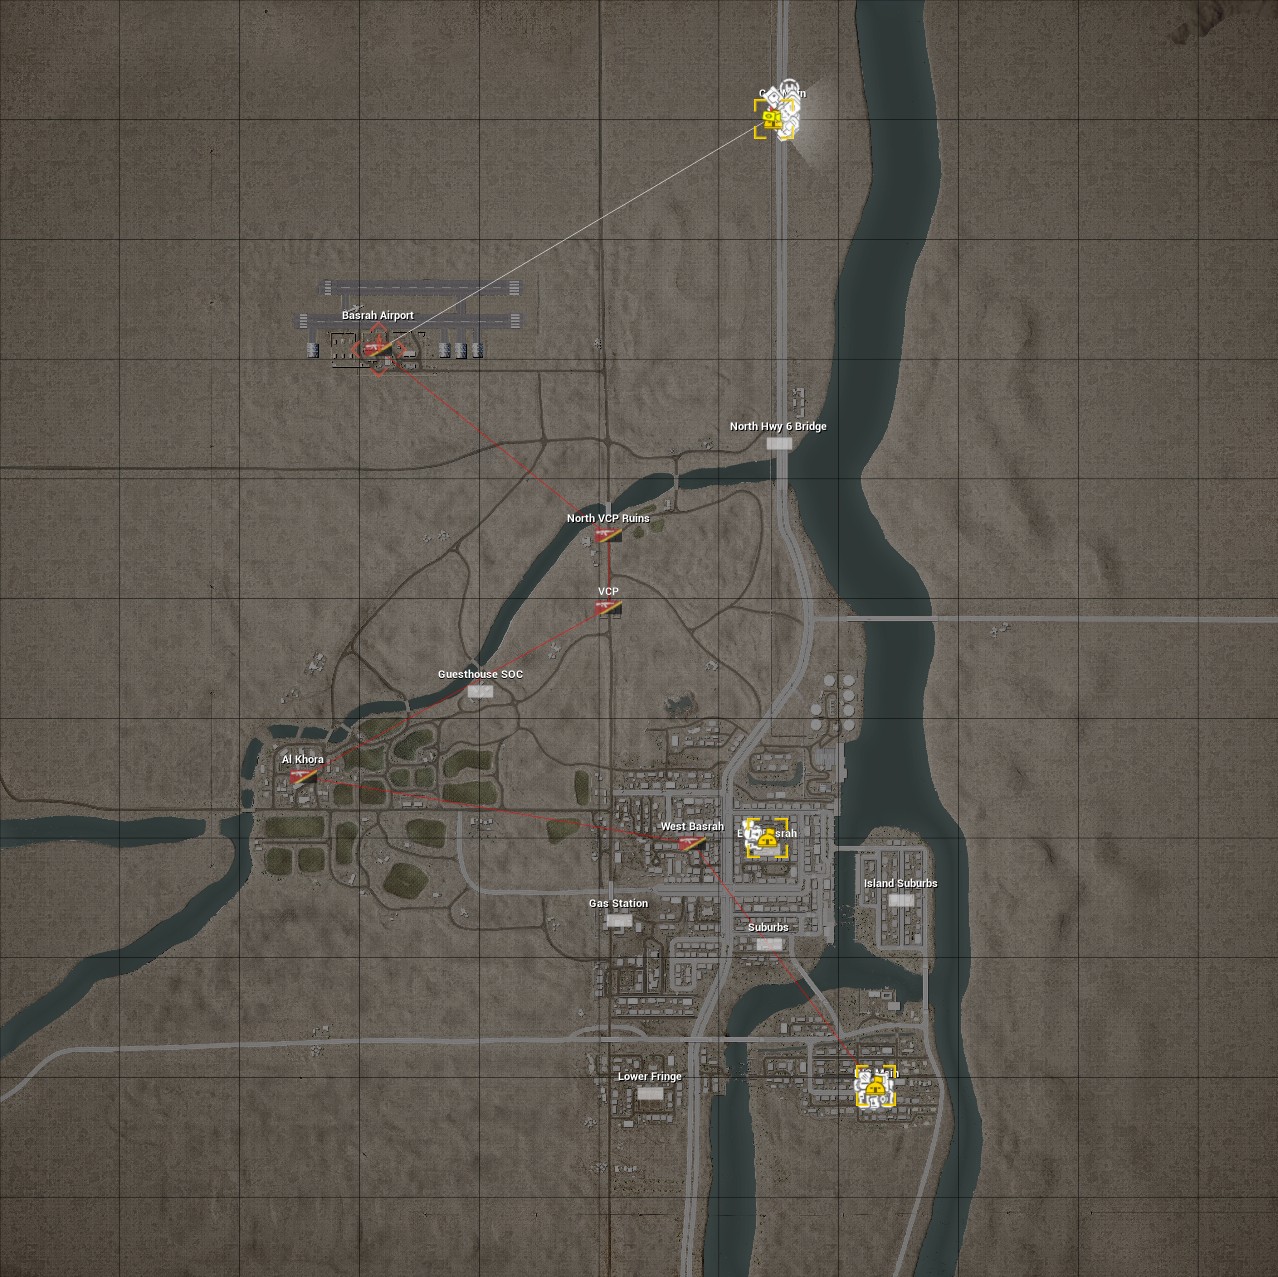 Basrah Airport
North Hwy 6 Bridge
North VCP Ruins
VCP
Guesthouse SOC
Al Khora
West Basrah
Island Suburbs
Gas Station
Suburbs
Lower Fringe